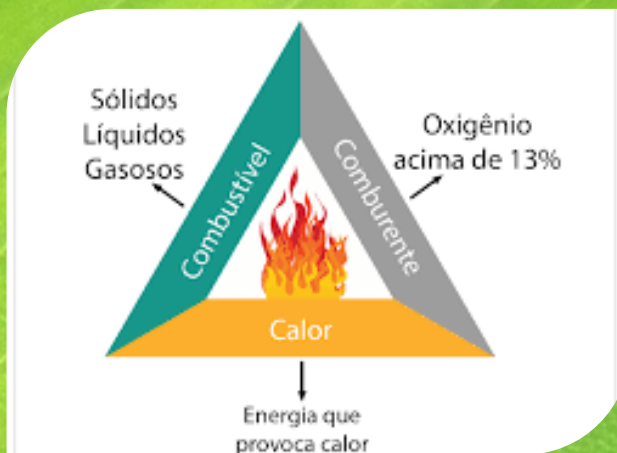 Sólidos
Líquidos
Gasosos
Combustível
Comburente
Oxigênio
acima de 13%
Calor
Energia que
provoca calor